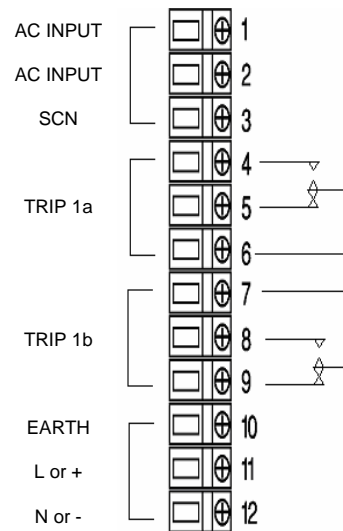 AC INPUT 1
AC INPUT 2
SCN 3
4
TRIP 1a 5
6
7
TRIP 1b 8
9
EARTH 10
L or + 11
N or - 12